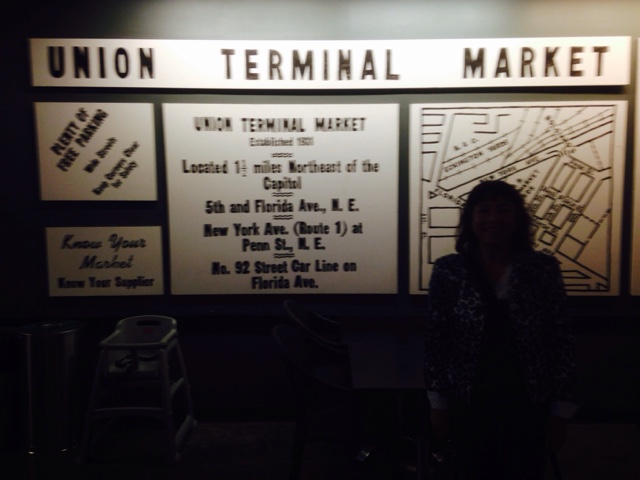 UNION TERMINAL MARKET
PLENTY OF
FREE PARKING
UNION TERMINAL MARKET
Established 1931
Located 1½ miles Northeast of the
Capitol
5th and Florida Ave., N. E.
New York Ave. (Route 1) at
Penn St., N. E.
No. 92 Street Car Line on
Florida Ave.
Know Your
Market
Know Your Supplier